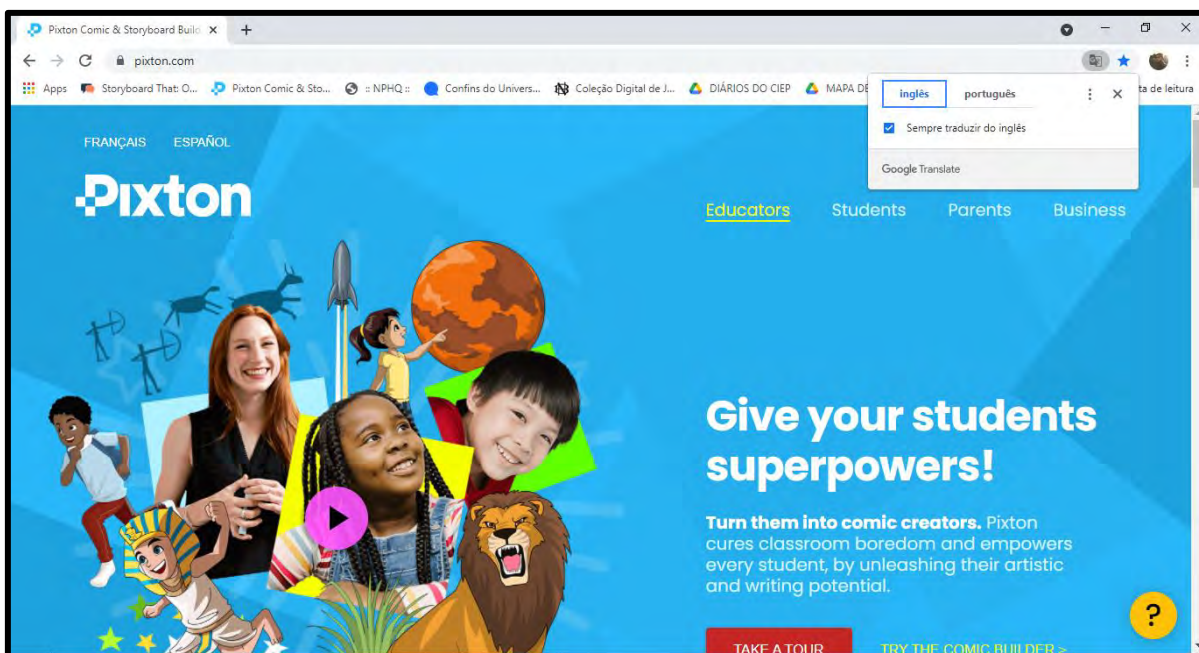 Pixton Comic & Storyboard Builo
pixton.com
Apps Storyboard That: O... Pixton Comic & Sto... :: NPHQ :: Confins do Univers... Coleção Digital de J... DIÁRIOS DO CIEP MAPA DE ta de leitura
inglês português
Sempre traduzir do inglês
Google Translate
FRANÇAIS ESPAÑOL
Pixton
Educators Students Parents Business
Give your students
superpowers!
Turn them into comic creators. Pixton
cures classroom boredom and empowers
every student, by unleashing their artistic
and writing potential.
?
TAKE A TOUR TRY THE COMIC BUILDER >